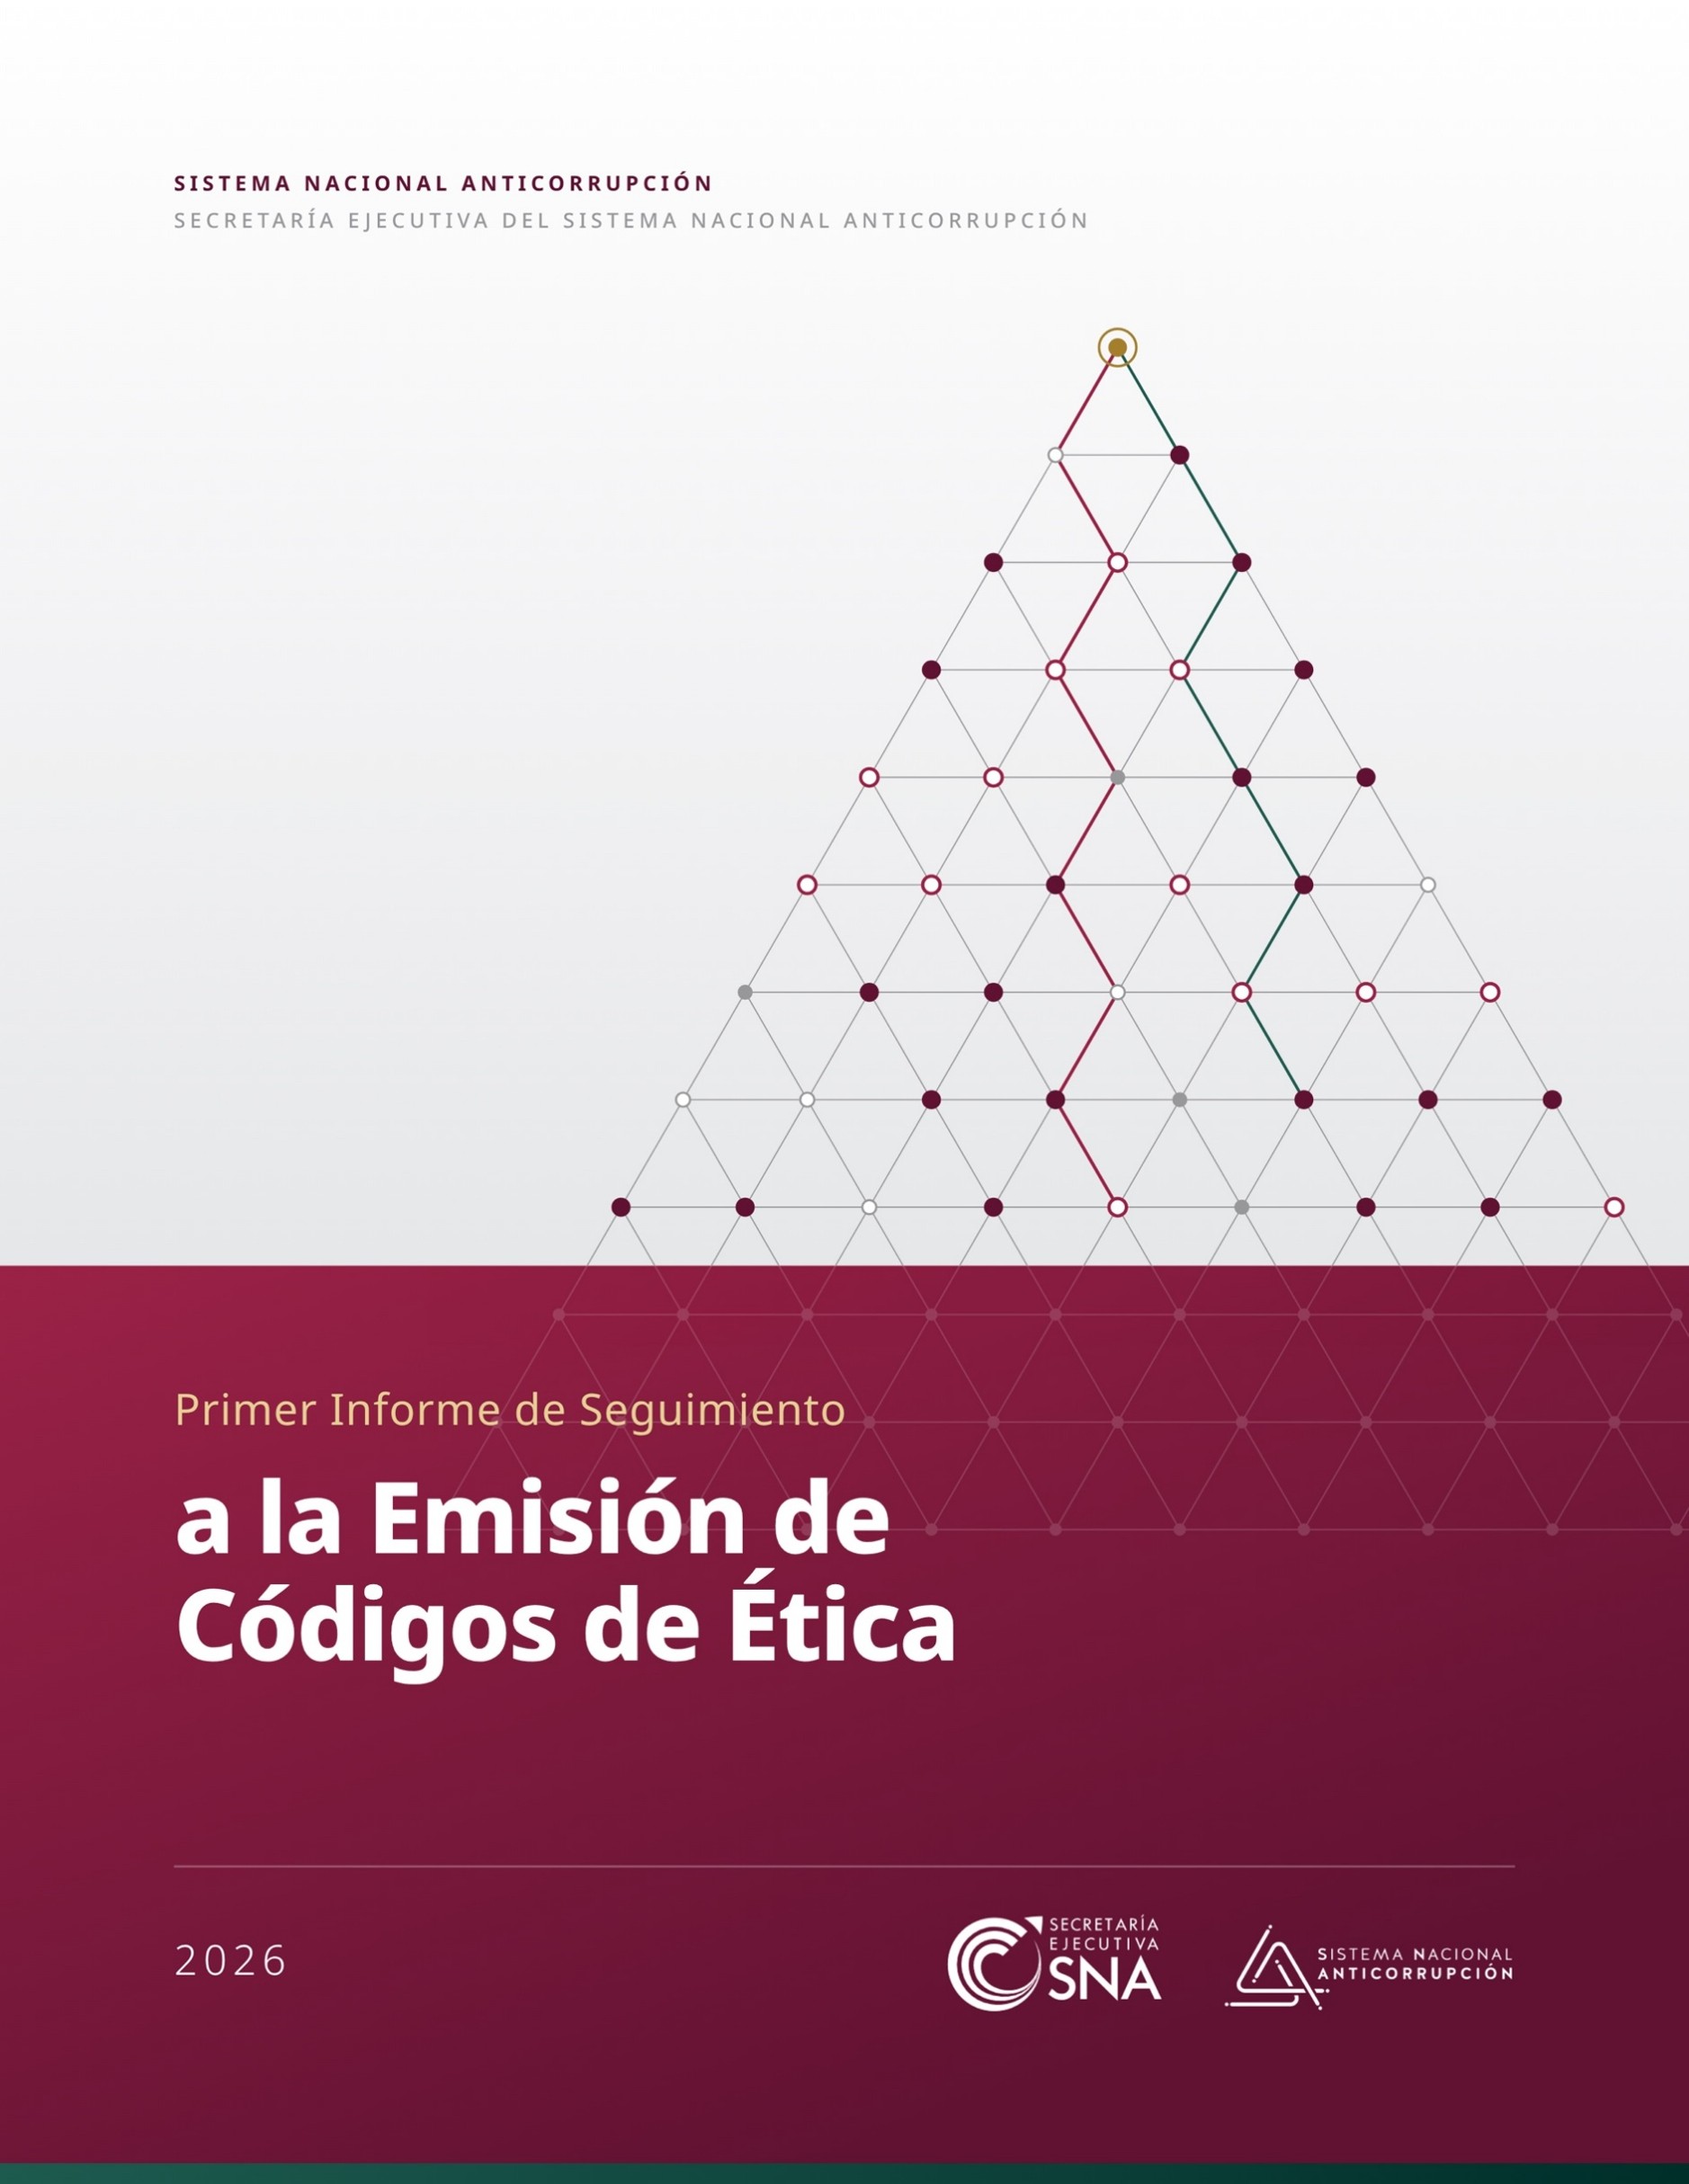 SISTEMA NACIONAL ANTICORRUPCIÓN
SECRETARÍA EJECUTIVA DEL SISTEMA NACIONAL ANTICORRUPCIÓN
Primer Informe de Seguimiento
a la Emisión de
Códigos de Ética
2026
SECRETARÍA
EJECUTIVA
SNA
SISTEMA NACIONAL
ANTICORRUPCIÓN